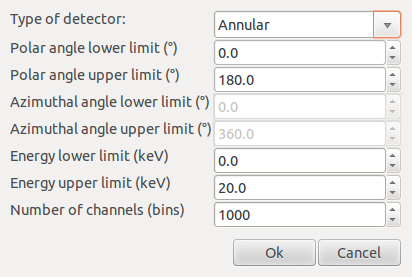 Type of detector: Annular
Polar angle lower limit (°) 0.0
Polar angle upper limit (°) 180.0
Azimuthal angle lower limit (°) 0.0
Azimuthal angle upper limit (°) 360.0
Energy lower limit (keV) 0.0
Energy upper limit (keV) 20.0
Number of channels (bins) 1000
Ok Cancel